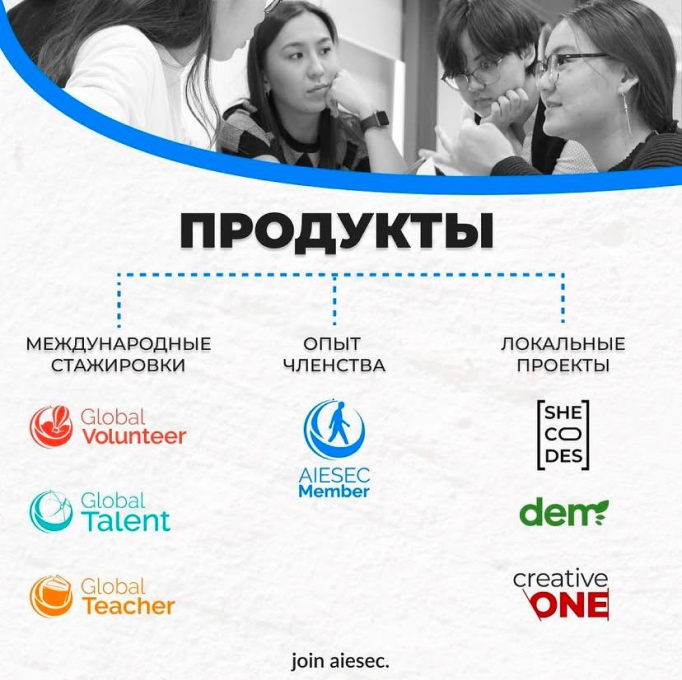 ПРОДУКТЫ
МЕЖДУНАРОДНЫЕ
СТАЖИРОВКИ
Global
Volunteer
Global
Talent
Global
Teacher
ОПЫТ
ЧЛЕНСТВА
AIESEC
Member
ЛОКАЛЬНЫЕ
ПРОЕКТЫ
SHE
CO
DES
dem
creative
ONE
join aiesec.